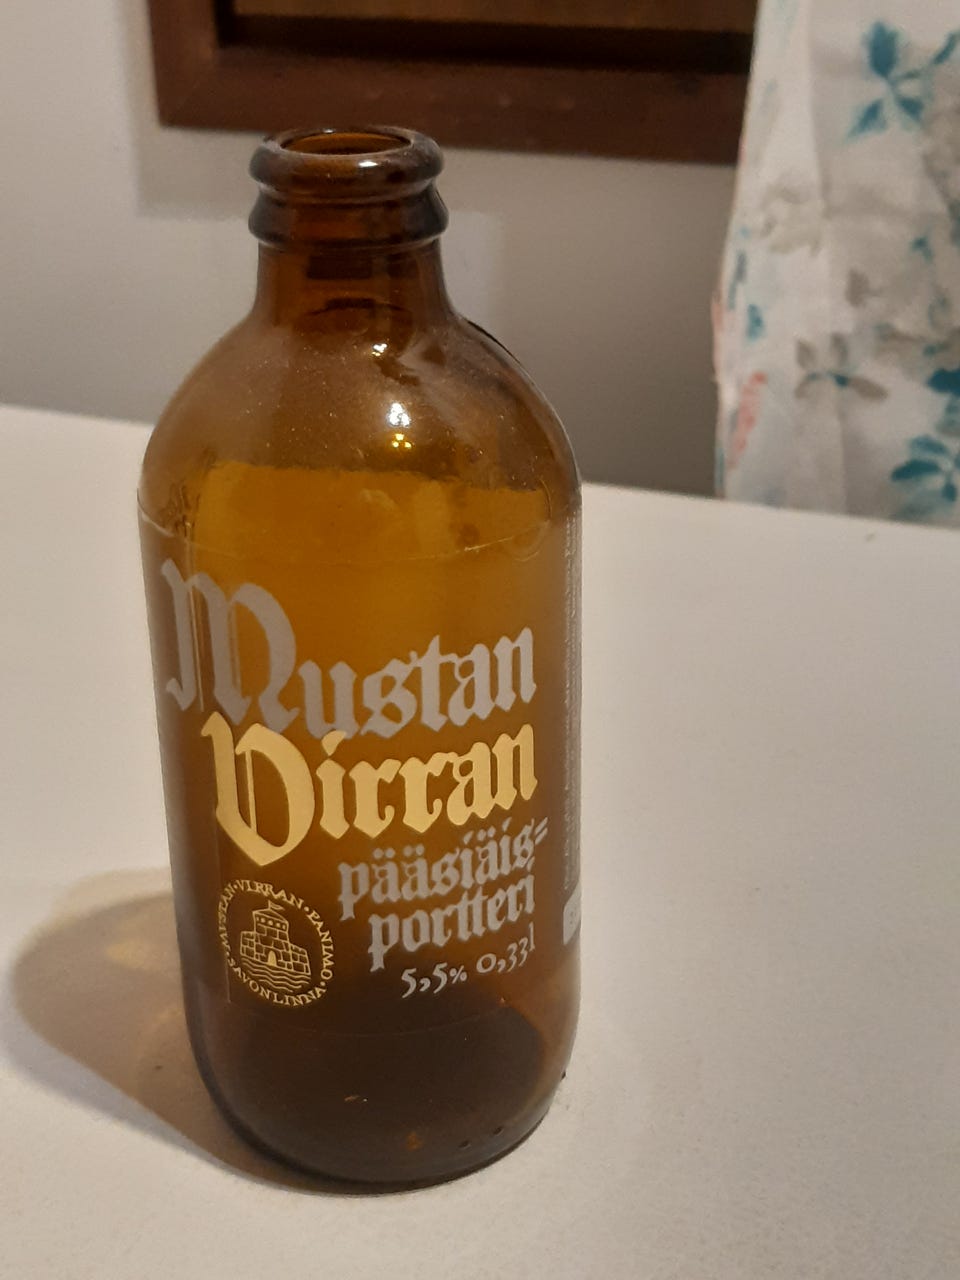 Mustan
Virran
pääsiäis=
portteri
5,5% 0,33l
MUSTAN·VIRRAN·PANIMO·
SAVONLINNA·